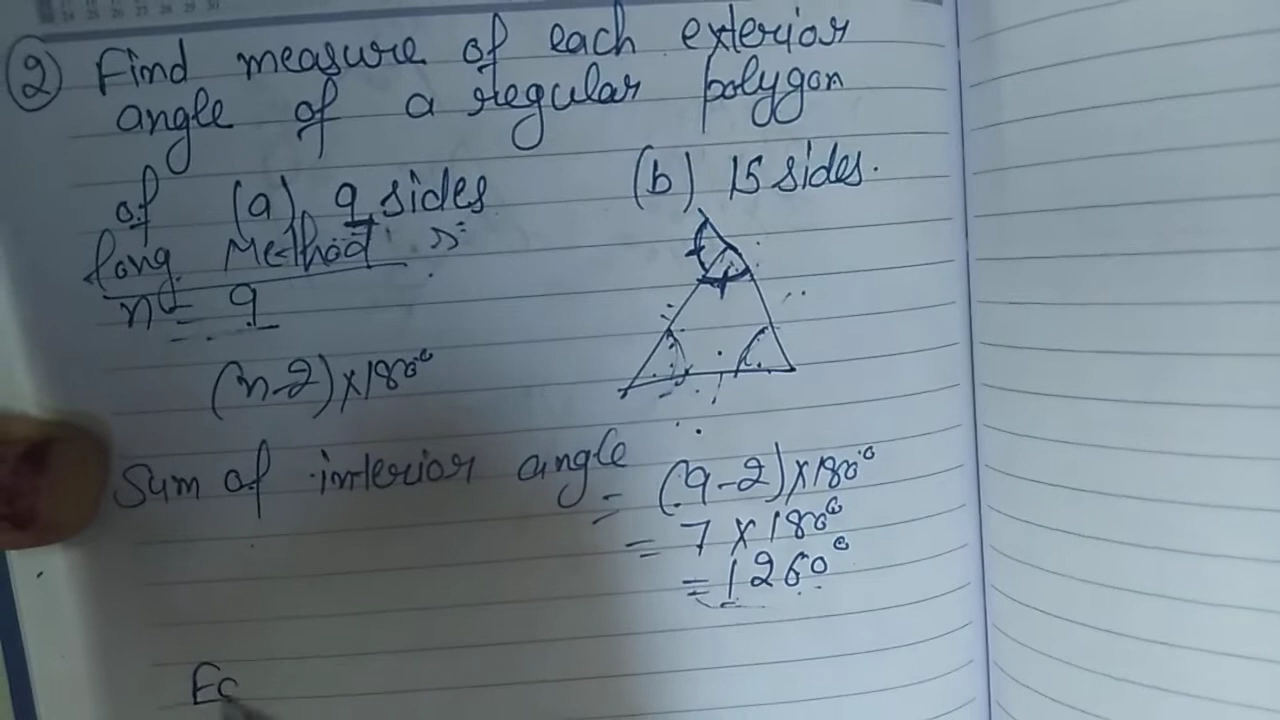 (2) Find measure of each exterior
angle of a regular polygon
of (a) 9 sides (b) 15 sides.
long Method :-
n = 9
(n-2)×180°
Sum of interior angle
= (9-2)×180°
= 7×180°
= 1260°
Ea